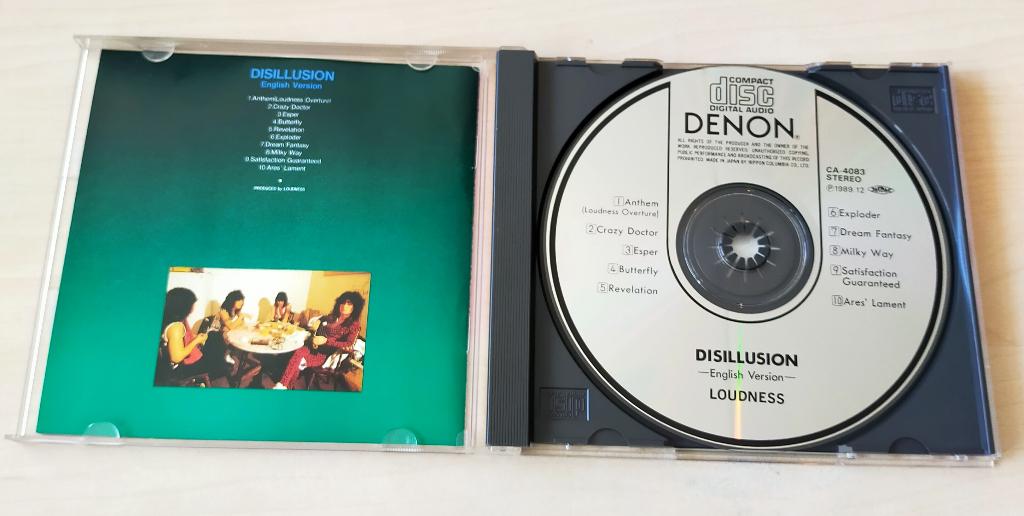 DISILLUSION
English Version
1.Anthem(Loudness Overture)
2.Crazy Doctor
3.Esper
4.Butterfly
5.Revelation
6.Exploder
7.Dream Fantasy
8.Milky Way
9.Satisfaction Guaranteed
10.Ares' Lament
PRODUCED by LOUDNESS
COMPACT
disc
DIGITAL AUDIO
DENON®
ALL RIGHTS OF THE PRODUCER AND THE OWNER OF THE
WORK REPRODUCED RESERVED. UNAUTHORIZED COPYING,
PUBLIC PERFORMANCE AND BROADCASTING OF THIS RECORD
PROHIBITED. MADE IN JAPAN BY NIPPON COLUMBIA CO., LTD.
CA-4083
STEREO
Ⓟ1989.12
1 Anthem
(Loudness Overture)
2 Crazy Doctor
3 Esper
4 Butterfly
5 Revelation
6 Exploder
7 Dream Fantasy
8 Milky Way
9 Satisfaction
Guaranteed
10 Ares' Lament
DISILLUSION
—English Version—
LOUDNESS